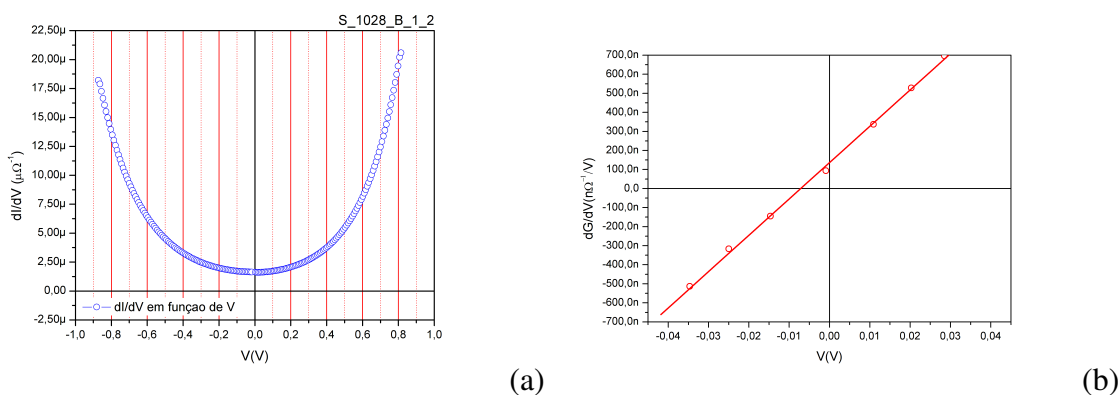 S_1028_B_1_2
22,50µ
20,00µ
17,50µ
15,00µ
12,50µ
10,00µ
7,50µ
5,00µ
2,50µ
0,00
-2,50µ
dI/dV (µΩ⁻¹)
dI/dV em funçao de V
-1,0 -0,8 -0,6 -0,4 -0,2 0,0 0,2 0,4 0,6 0,8 1,0
V(V)
(a)
700,0n
600,0n
500,0n
400,0n
300,0n
200,0n
100,0n
0,0
-100,0n
-200,0n
-300,0n
-400,0n
-500,0n
-600,0n
-700,0n
dG/dV(nΩ⁻¹/V)
-0,04 -0,03 -0,02 -0,01 0,00 0,01 0,02 0,03 0,04
V(V)
(b)